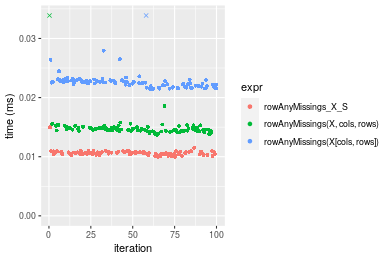 0.03
0.02
0.01
0.00
time (ms)
0
25
50
75
100
iteration
expr
rowAnyMissings_X_S
rowAnyMissings(X, cols, rows)
rowAnyMissings(X[cols, rows])